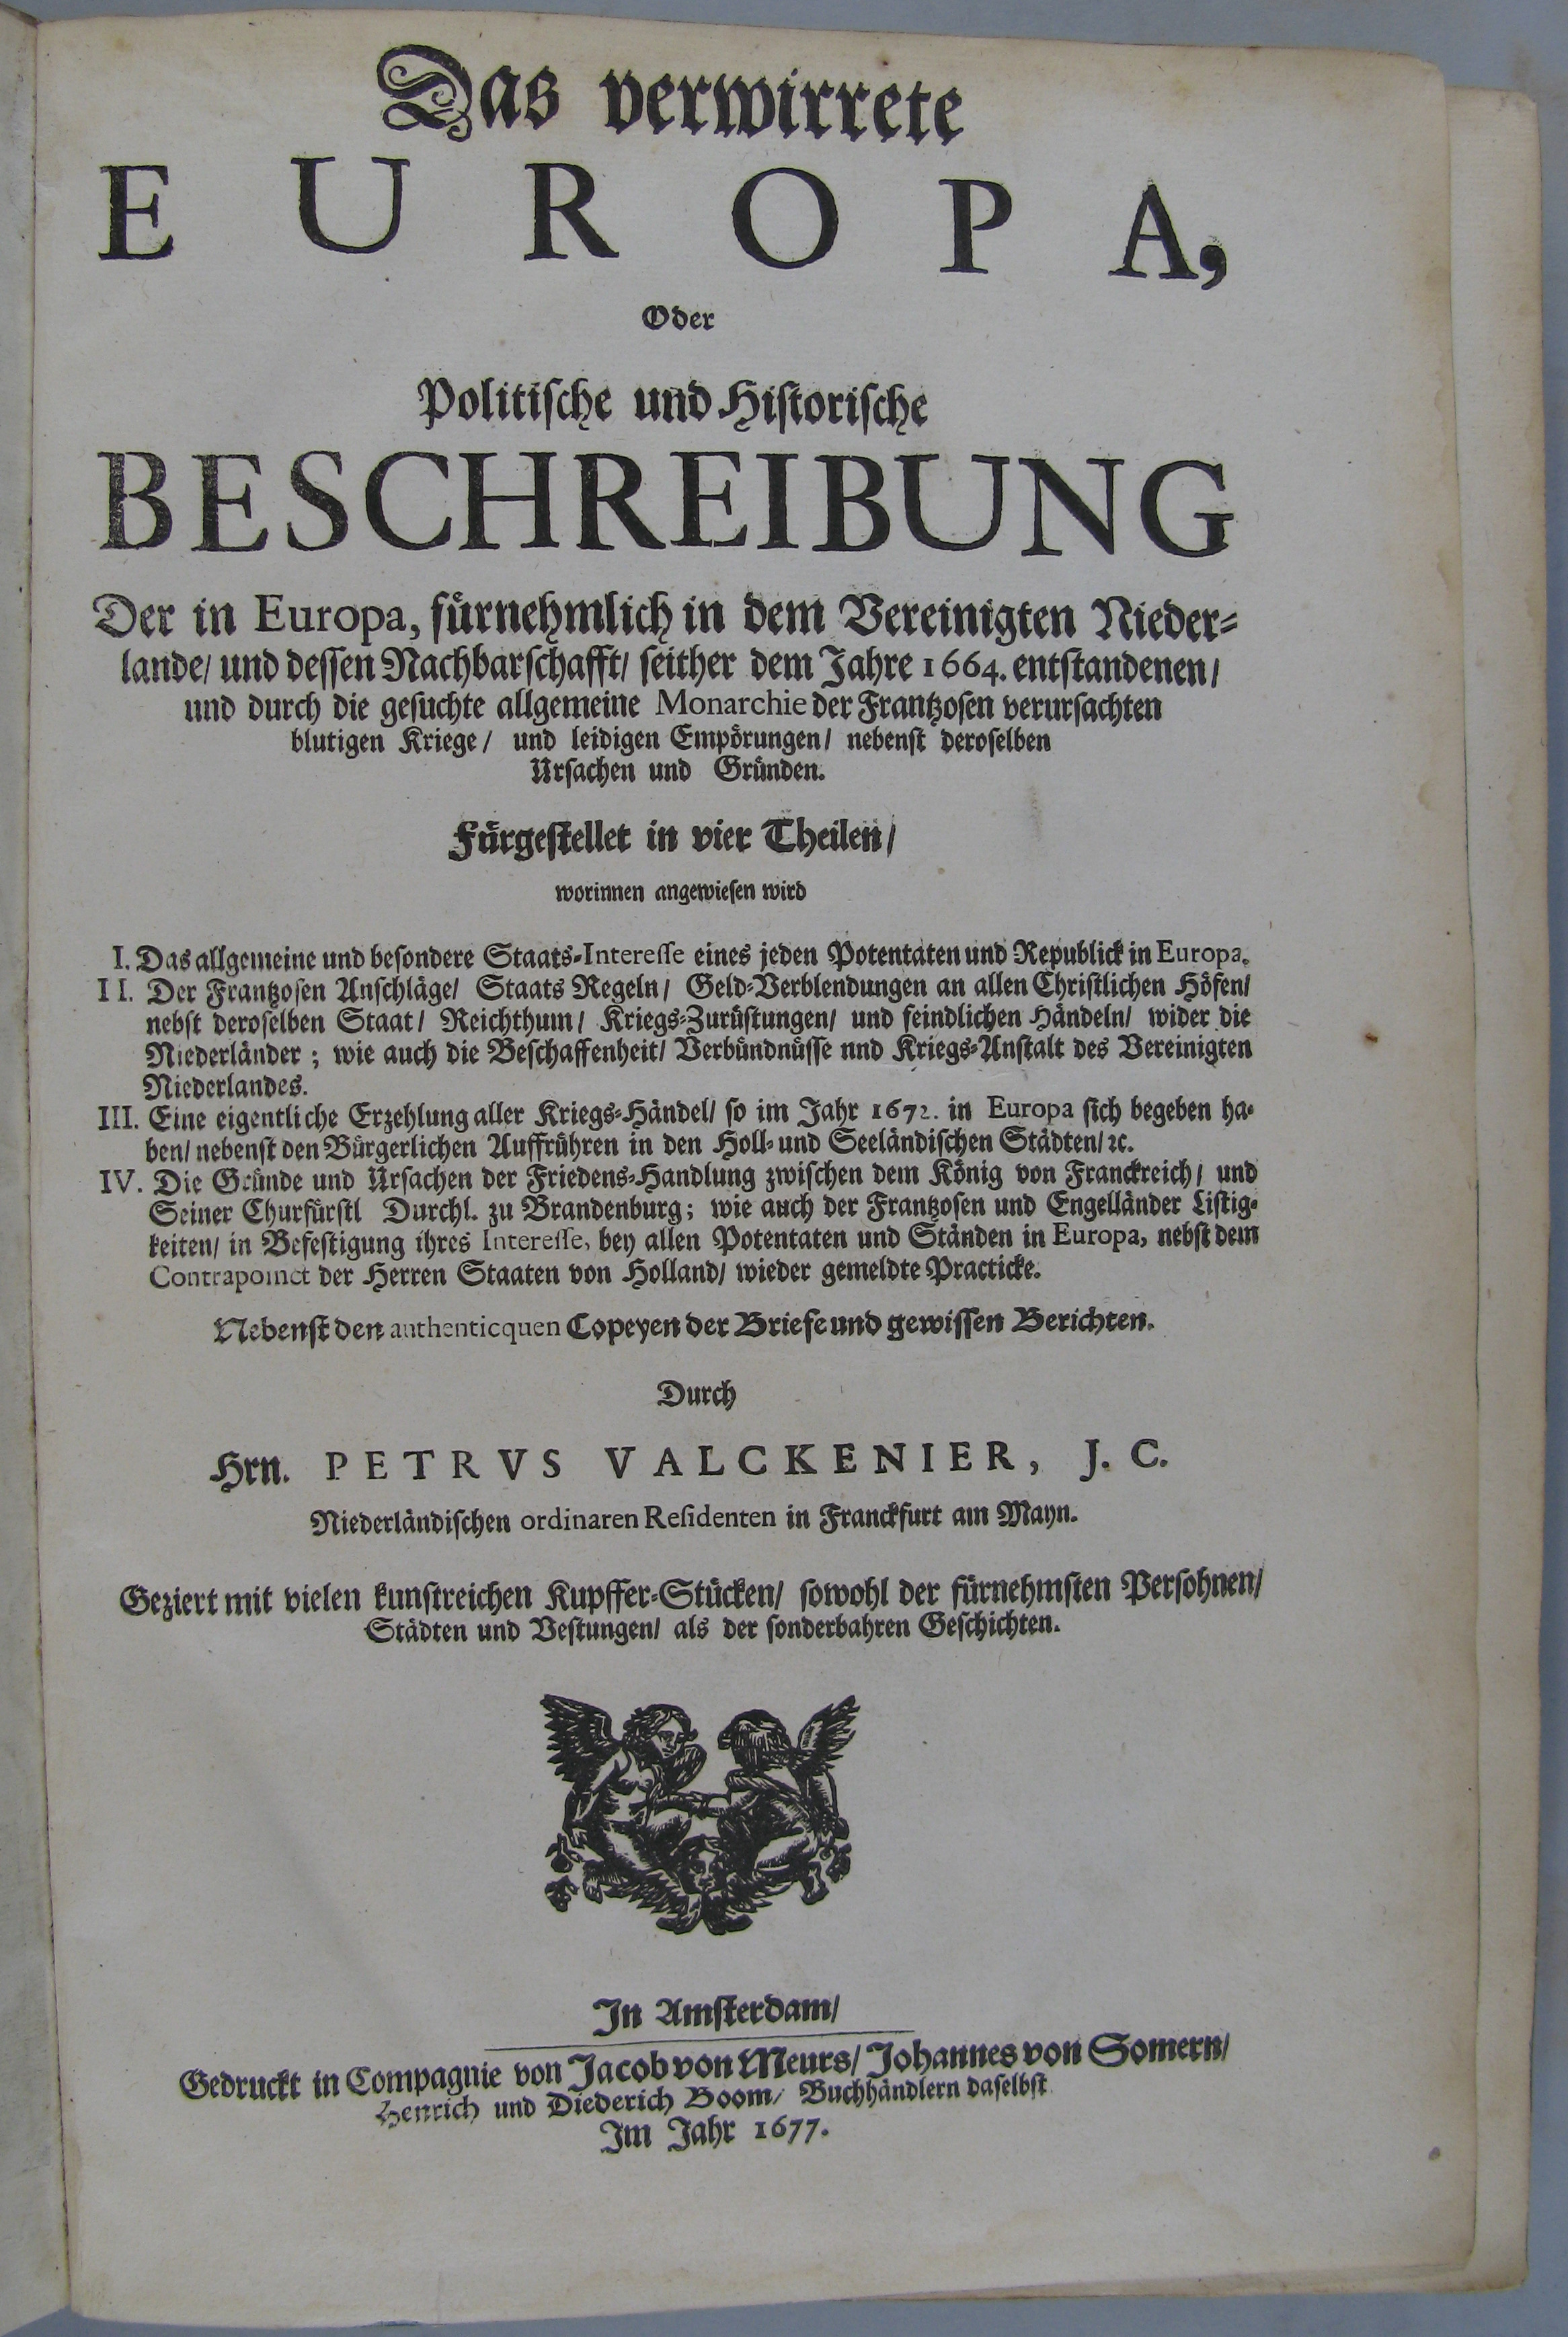 Das verwirrete
EUROPA,
Oder
Politische und Historische
BESCHREIBUNG
Der in Europa, fürnehmlich in dem Vereinigten Nieder-
lande/ und dessen Nachbarschafft/ seither dem Jahre 1664. entstandenen/
und durch die gesuchte allgemeine Monarchie der Frantzosen verursachten
blutigen Kriege/ und leidigen Empörungen/ nebenst deroselben
Ursachen und Gründen.
Fürgestellet in vier Theilen/
worinnen angewiesen wird
I. Das allgemeine und besondere Staats-Interesse eines jeden Potentaten und Republick in Europa.
II. Der Frantzosen Anschläge/ Staats Regeln/ Geld-Verblendungen an allen Christlichen Höfen/
nebst deroselben Staat/ Reichthum/ Kriegs-Zurüstungen/ und feindlichen Händeln/ wider die
Niederländer; wie auch die Beschaffenheit/ Verbündnüsse nnd Kriegs-Anstalt des Vereinigten
Niederlandes.
III. Eine eigentliche Erzehlung aller Kriegs-Händel/ so im Jahr 1672. in Europa sich begeben ha-
ben/ nebenst den Bürgerlichen Auffrühren in den Holl- und Seeländischen Städten/ ꝛc.
IV. Die Gründe und Ursachen der Friedens-Handlung zwischen dem König von Franckreich/ und
Seiner Churfürstl Durchl. zu Brandenburg; wie auch der Frantzosen und Engelländer Listig-
keiten/ in Befestigung ihres Interesse, bey allen Potentaten und Ständen in Europa, nebst dem
Contrapoinct der Herren Staaten von Holland/ wieder gemeldte Practicke.
Nebenst den authenticquen Copeyen der Briefe und gewissen Berichten.
Durch
Hrn. PETRVS VALCKENIER, J. C.
Niederländischen ordinaren Residenten in Franckfurt am Mayn.
Geziert mit vielen kunstreichen Kupffer-Stücken/ sowohl der fürnehmsten Persohnen/
Städten und Vestungen/ als der sonderbahren Geschichten.
In Amsterdam/
Gedruckt in Compagnie von Jacob von Meurs/ Johannes von Somern/
Henrich und Diederich Boom/ Buchhändlern daselbst
Im Jahr 1677.